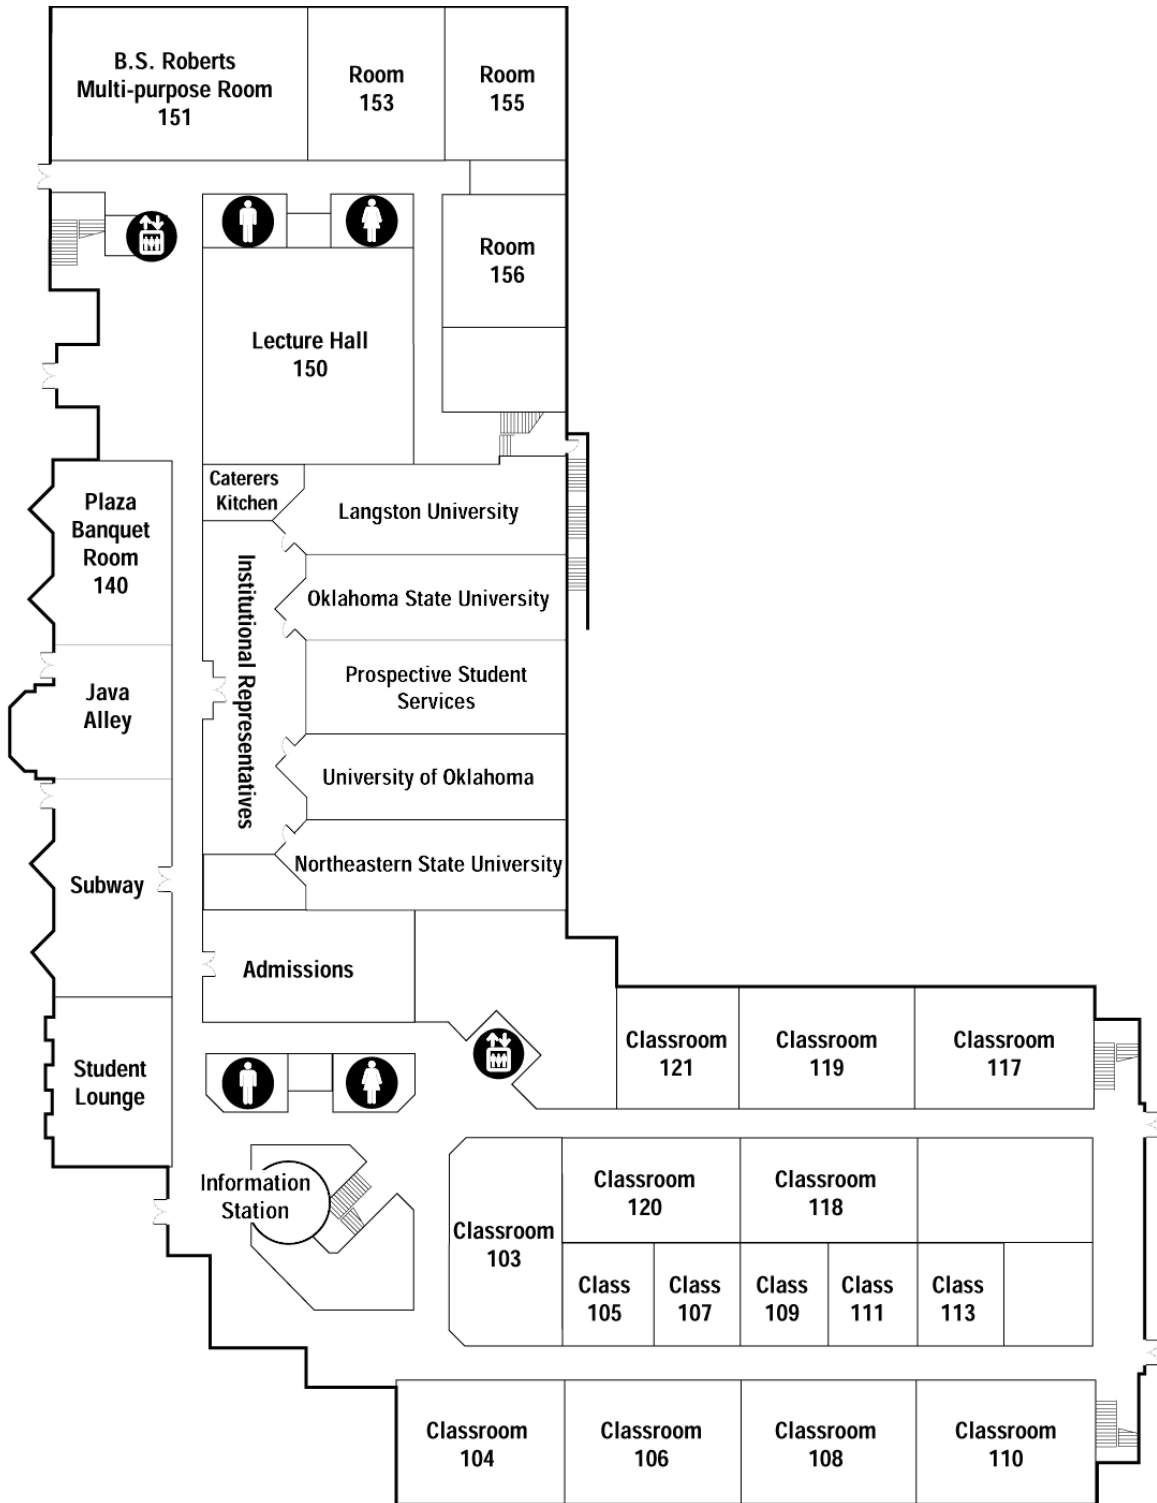 B.S. Roberts
Multi-purpose Room
151
Room
153
Room
155
Room
156
Lecture Hall
150
Caterers
Kitchen
Langston University
Plaza
Banquet
Room
140
Institutional Representatives
Oklahoma State University
Prospective Student
Services
Java
Alley
University of Oklahoma
Subway
Northeastern State University
Admissions
Student
Lounge
Classroom
121
Classroom
119
Classroom
117
Information
Station
Classroom
103
Classroom
120
Classroom
118
Class
105
Class
107
Class
109
Class
111
Class
113
Classroom
104
Classroom
106
Classroom
108
Classroom
110